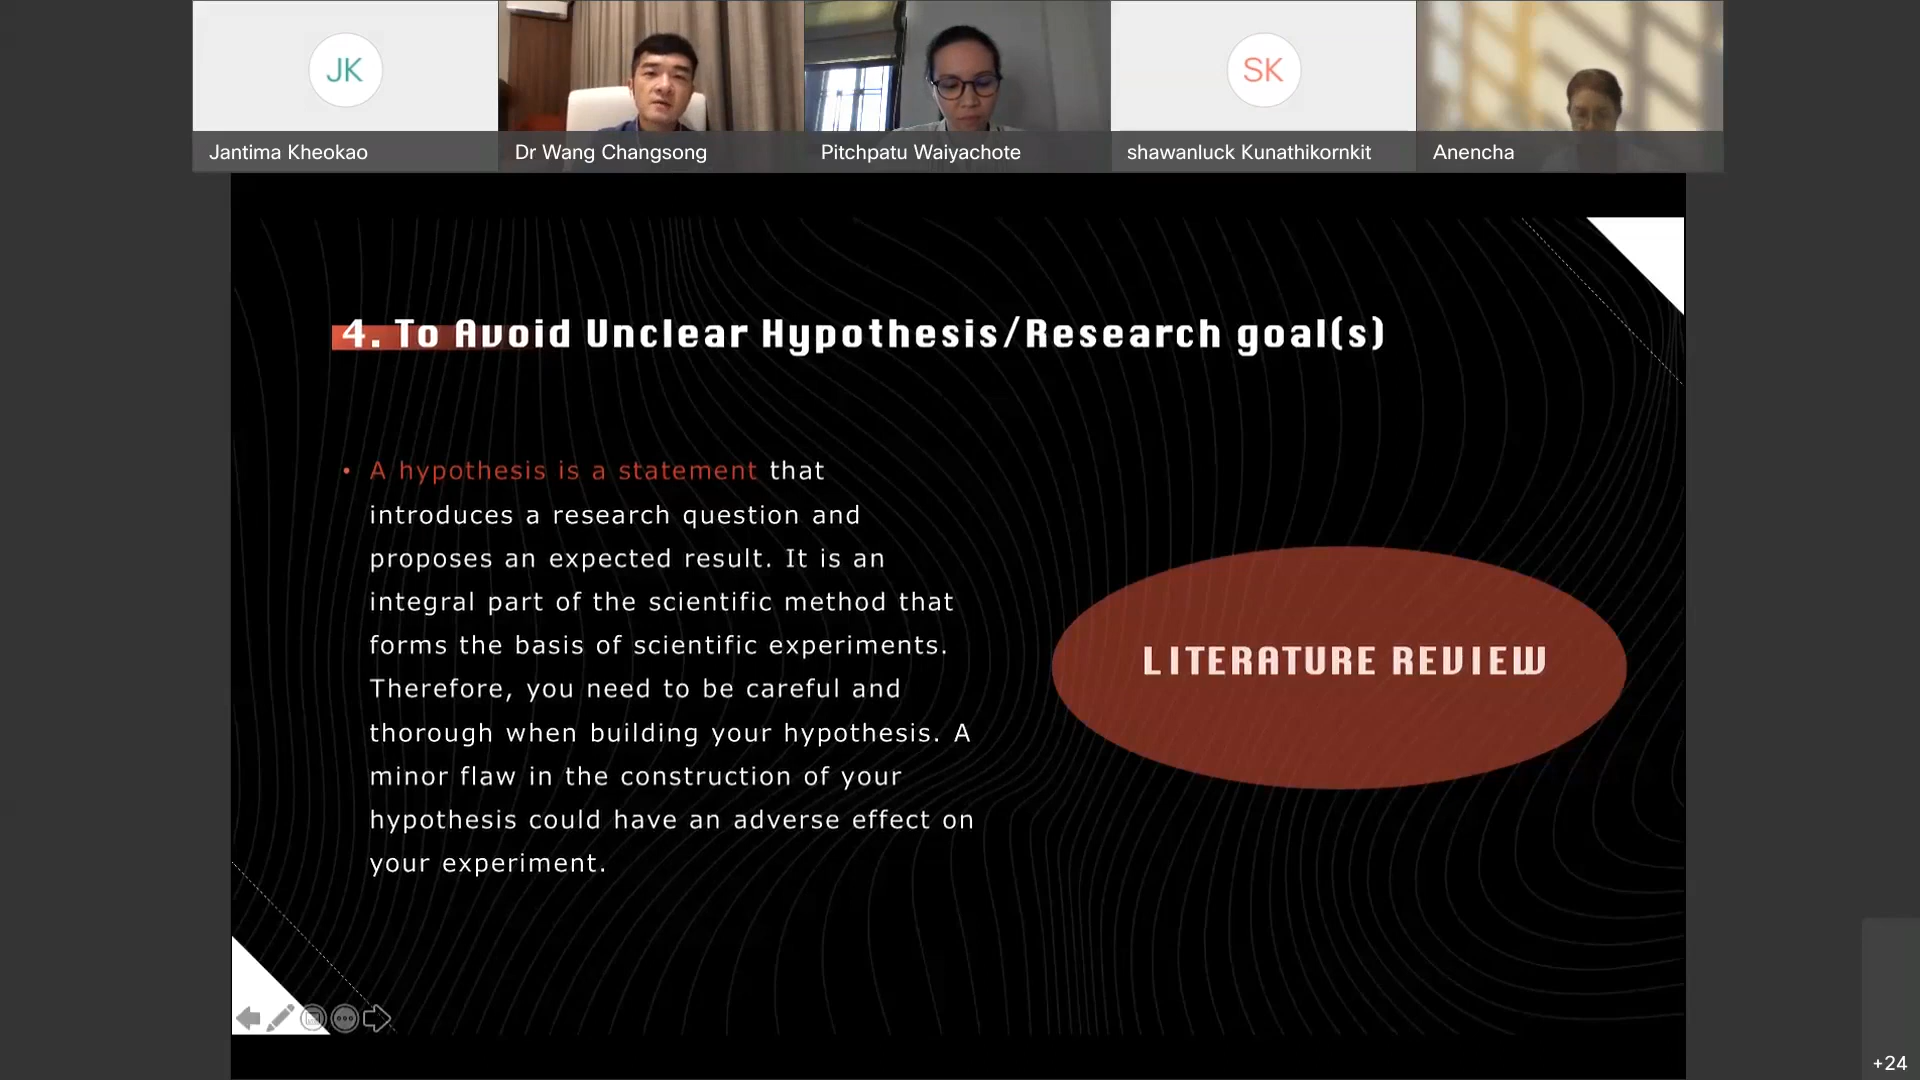 JK
SK
Jantima Kheokao
Dr Wang Changsong
Pitchpatu Waiyachote
shawanluck Kunathikornkit
Anencha
4. To Avoid Unclear Hypothesis/Research goal(s)
• A hypothesis is a statement that
introduces a research question and
proposes an expected result. It is an
integral part of the scientific method that
forms the basis of scientific experiments.
Therefore, you need to be careful and
thorough when building your hypothesis. A
minor flaw in the construction of your
hypothesis could have an adverse effect on
your experiment.
LITERATURE REVIEW
+24